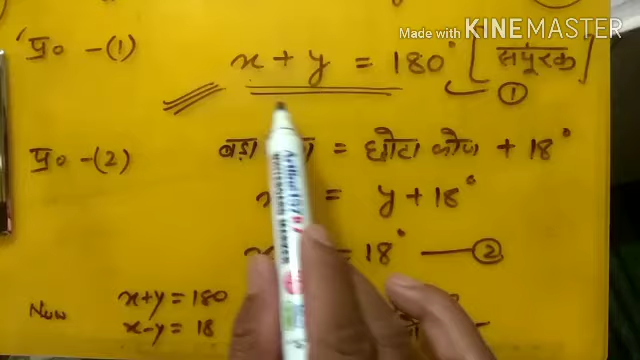 Made with KINEMASTER
प्र० -(1)
x + y = 180° [संपूरक]
①
प्र० -(2) बड़ा = छोटा कोण + 18°
x = y + 18°
x = 18° ②
Now x+y = 180
x-y = 18